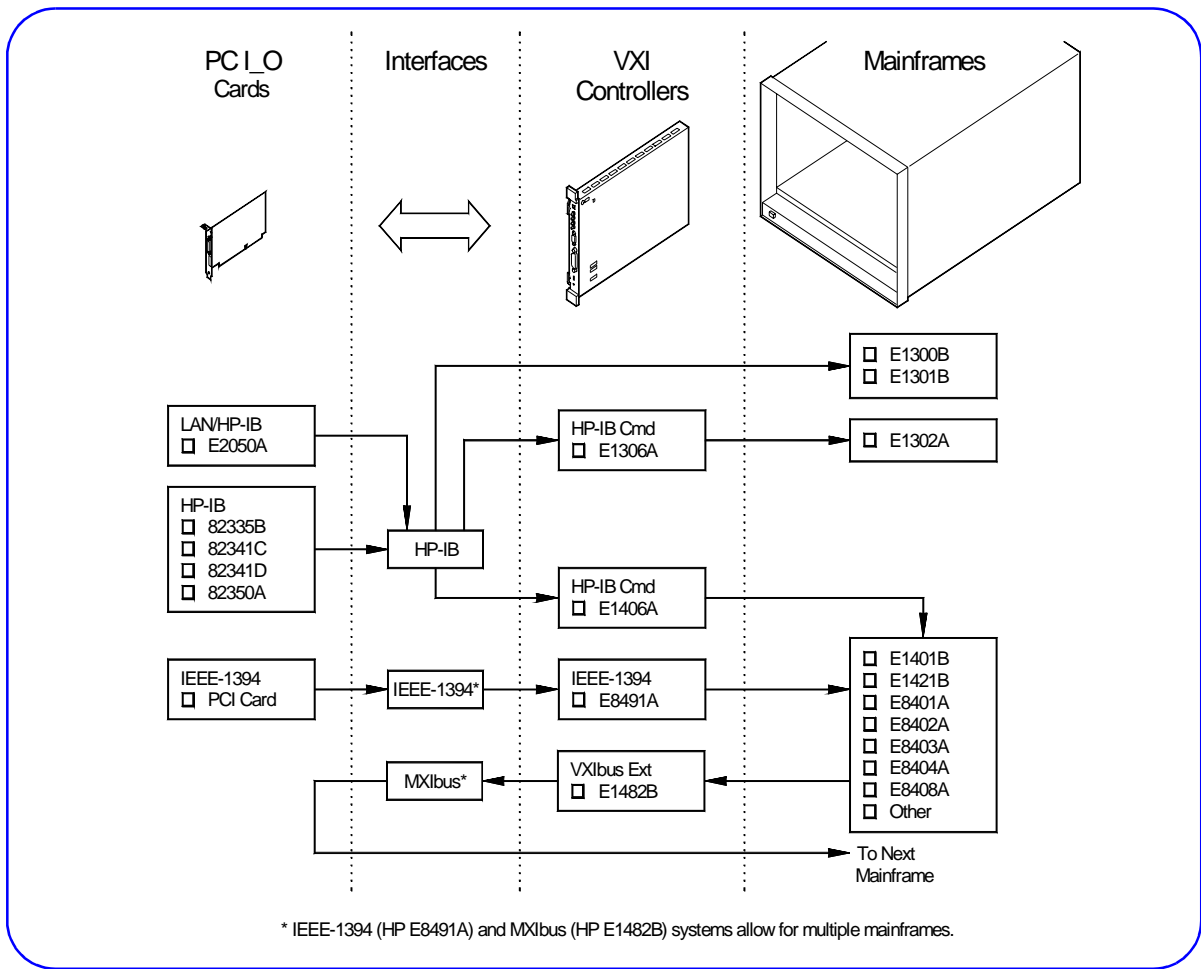 PC I_O
Cards
Interfaces
VXI
Controllers
Mainframes
E1300B
E1301B
LAN/HP-IB
E2050A
HP-IB Cmd
E1306A
E1302A
HP-IB
82335B
82341C
82341D
82350A
HP-IB
HP-IB Cmd
E1406A
IEEE-1394
PCI Card
IEEE-1394*
IEEE-1394
E8491A
E1401B
E1421B
E8401A
E8402A
E8403A
E8404A
E8408A
Other
MXIbus*
VXIbus Ext
E1482B
To Next
Mainframe
* IEEE-1394 (HP E8491A) and MXIbus (HP E1482B) systems allow for multiple mainframes.